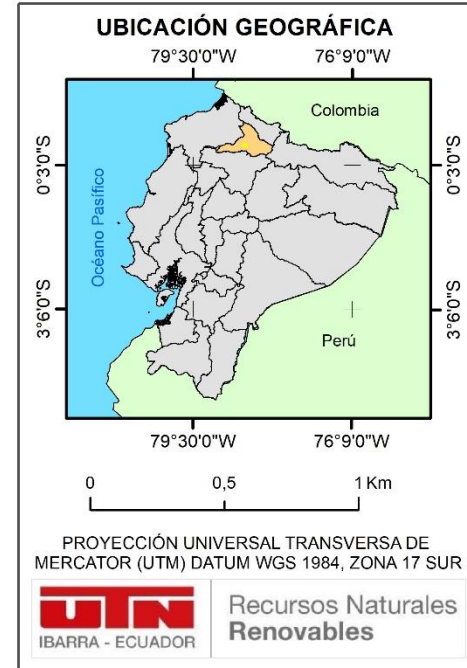 UBICACIÓN GEOGRÁFICA
79°30'0"W 76°9'0"W
Colombia
0°3'0"S 0°3'0"S
Océano Pasífico
3°6'0"S 3°6'0"S
Perú
79°30'0"W 76°9'0"W
0 0,5 1 Km
PROYECCIÓN UNIVERSAL TRANSVERSA DE
MERCATOR (UTM) DATUM WGS 1984, ZONA 17 SUR
UTN
IBARRA - ECUADOR
Recursos Naturales
Renovables